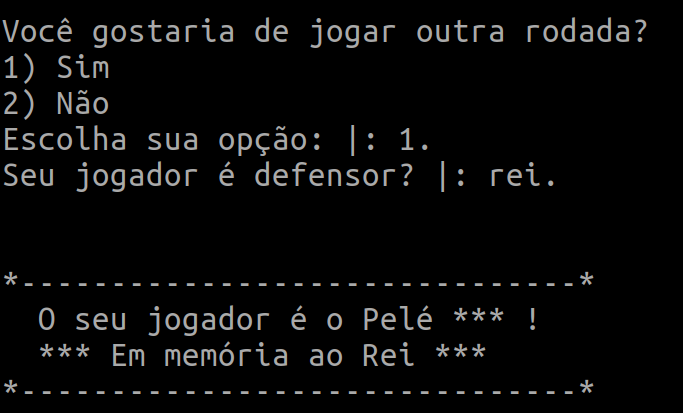 Você gostaria de jogar outra rodada?
1) Sim
2) Não
Escolha sua opção: |: 1.
Seu jogador é defensor? |: rei.
*-------------------------------*
O seu jogador é o Pelé *** !
*** Em memória ao Rei ***
*-------------------------------*